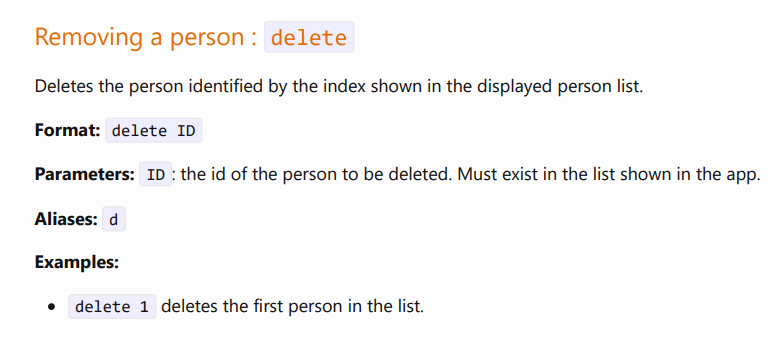 Removing a person : delete
Deletes the person identified by the index shown in the displayed person list.
Format: delete ID
Parameters: ID: the id of the person to be deleted. Must exist in the list shown in the app.
Aliases: d
Examples:
• delete 1 deletes the first person in the list.